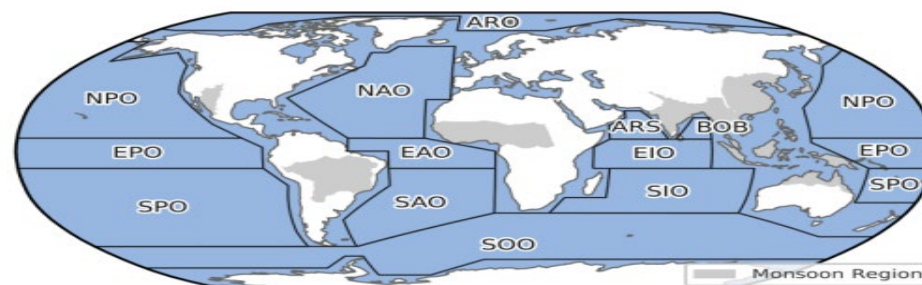 ARO
NPO
NAO
NPO
ARS
BOB
EPO
EAO
EIO
EPO
SPO
SAO
SIO
SPO
SOO
Monsoon Region